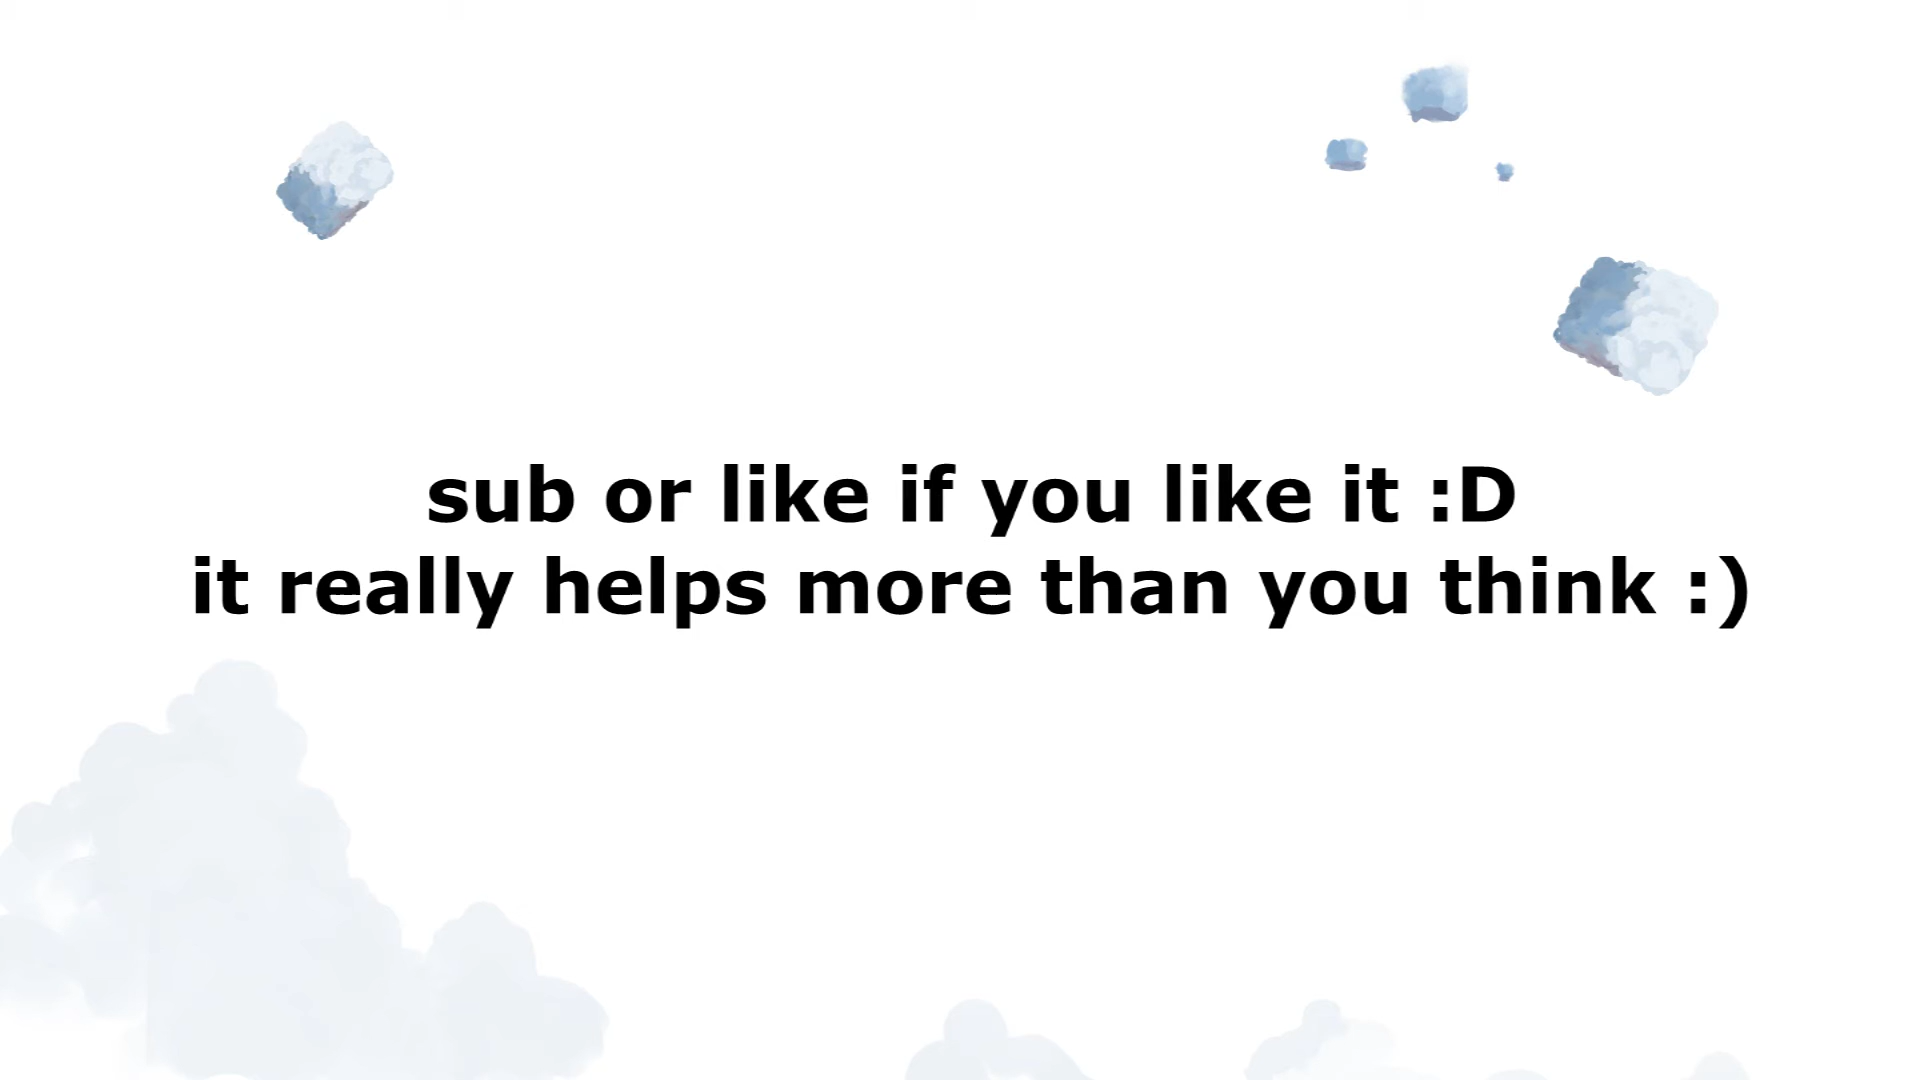 sub or like if you like it :D
it really helps more than you think :)